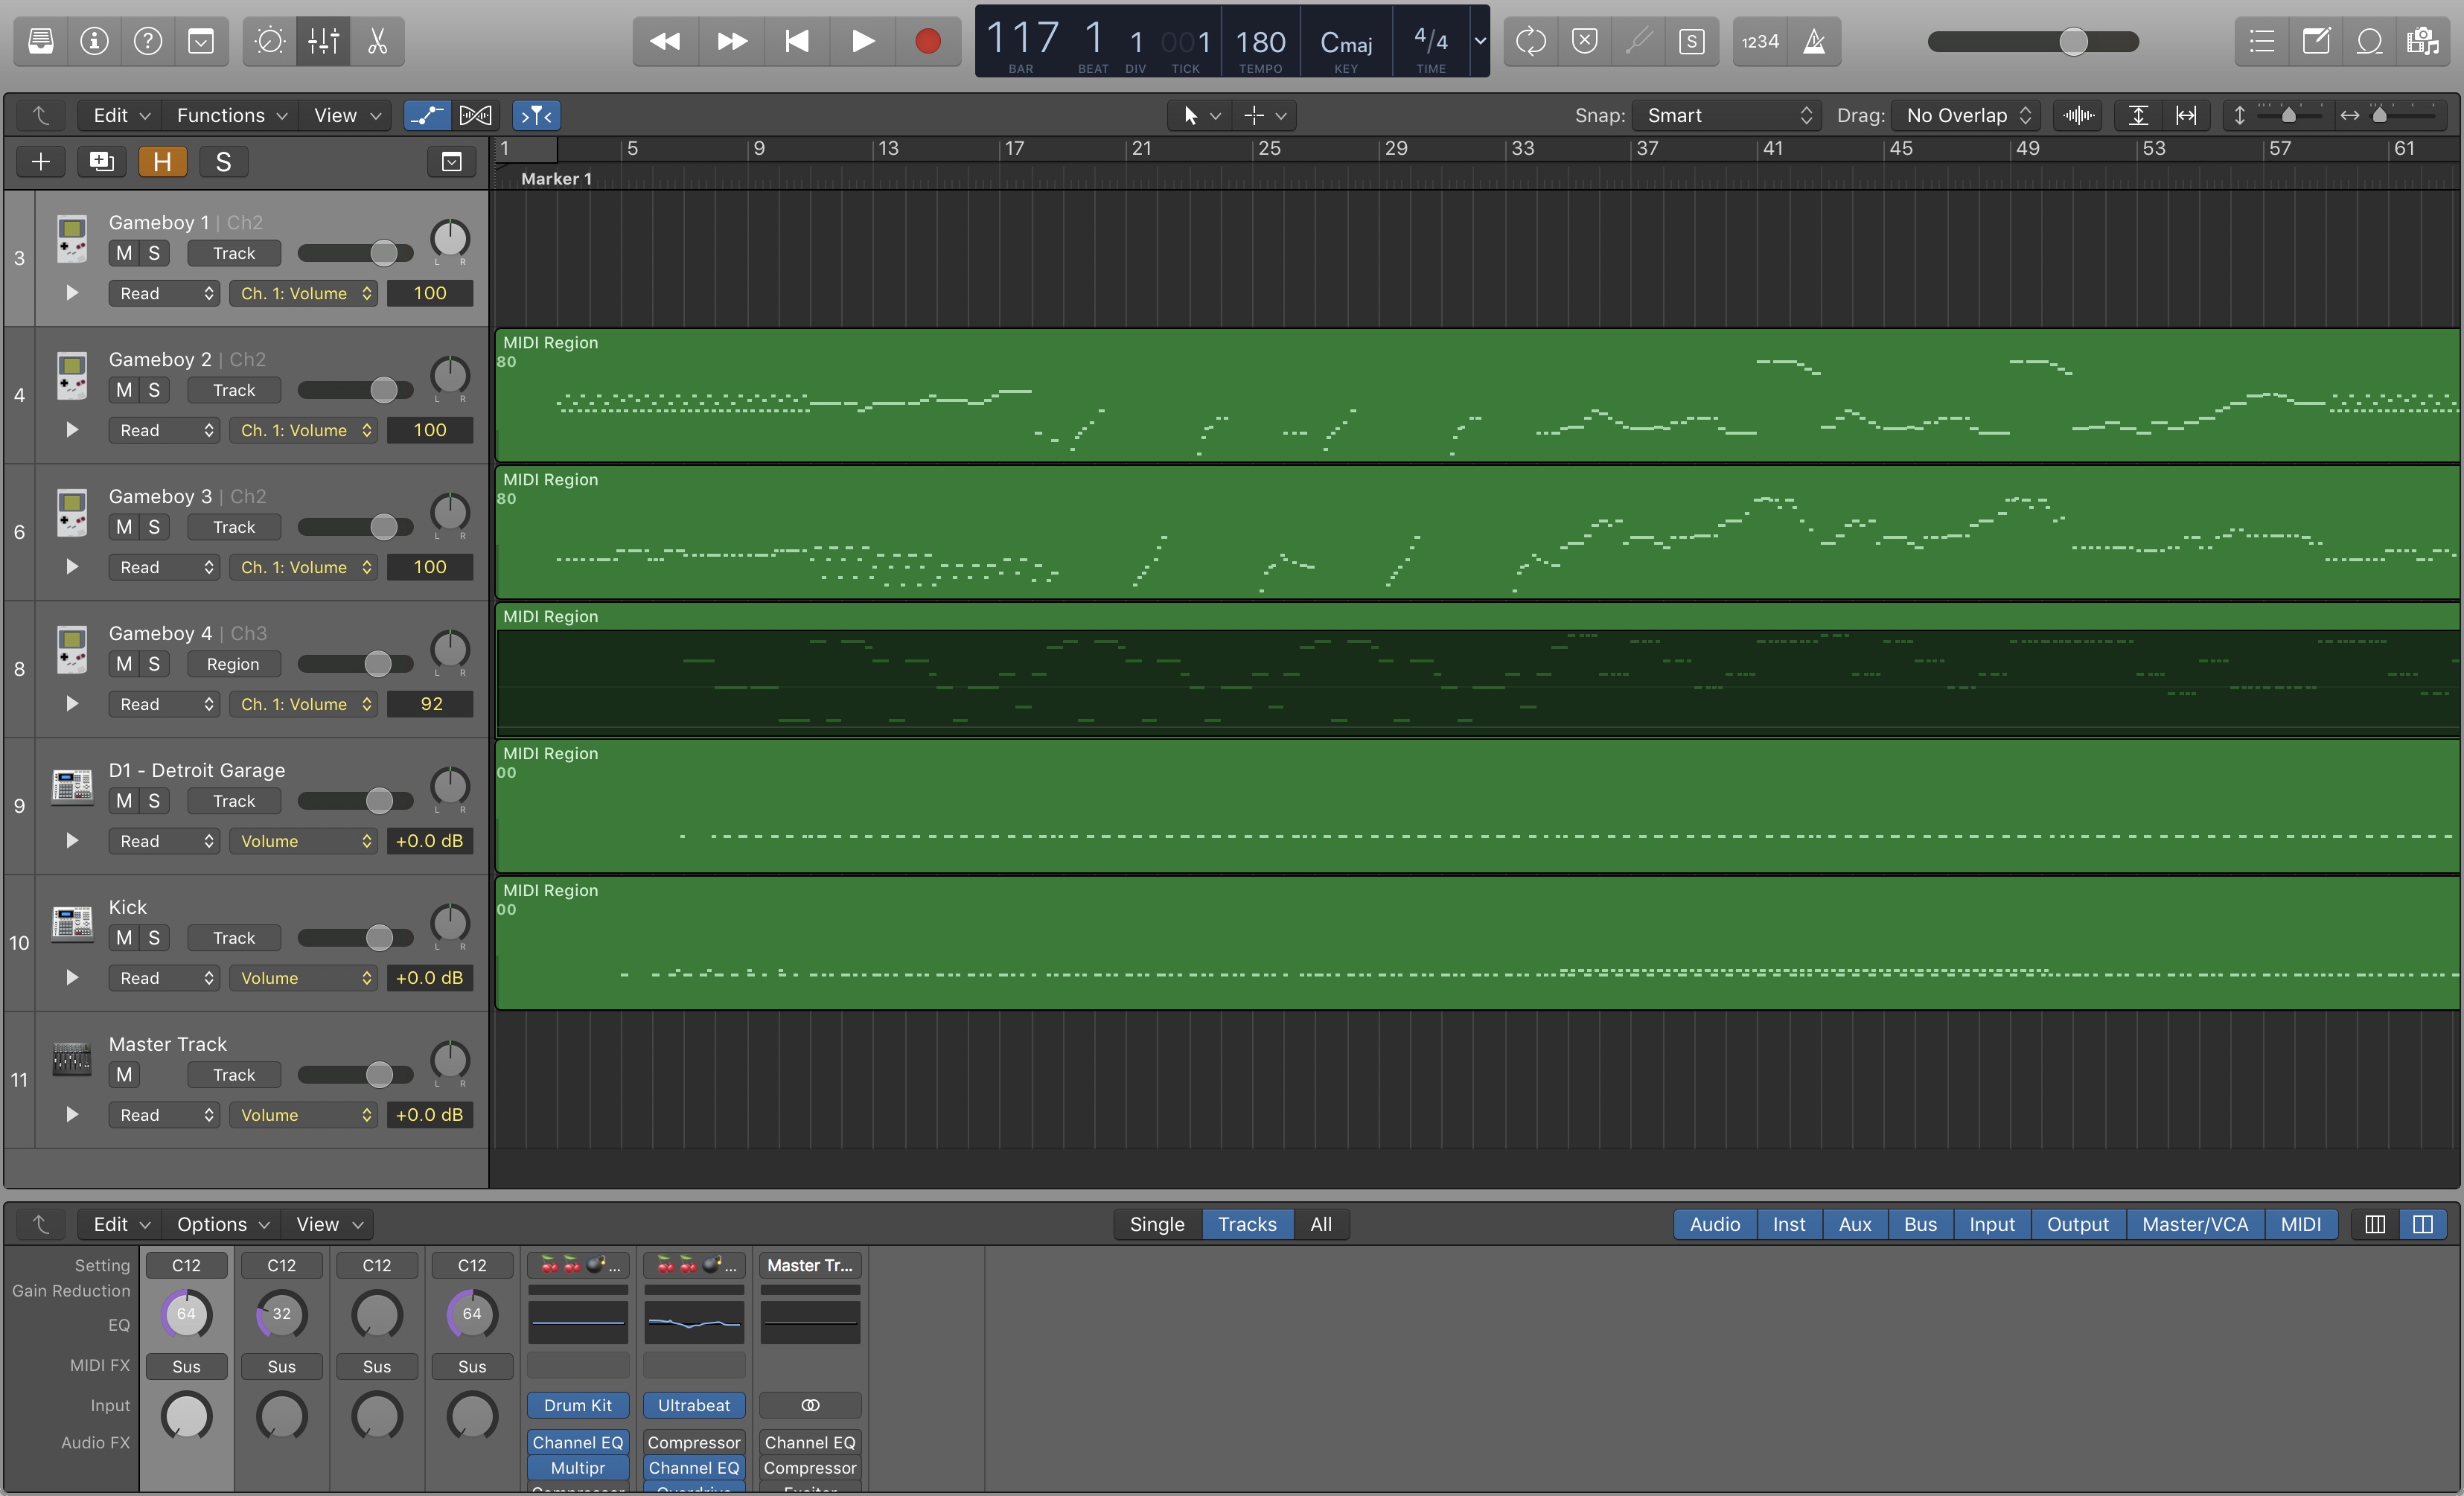 117 1 1 001 180 Cmaj 4/4
BAR BEAT DIV TICK TEMPO KEY TIME
S 1234
Edit Functions View Snap: Smart Drag: No Overlap
H S
1 5 9 13 17 21 25 29 33 37 41 45 49 53 57 61
Marker 1
3 Gameboy 1 | Ch2
M S Track L R
Read Ch. 1: Volume 100
4 Gameboy 2 | Ch2
M S Track L R
Read Ch. 1: Volume 100
MIDI Region
80
6 Gameboy 3 | Ch2
M S Track L R
Read Ch. 1: Volume 100
MIDI Region
80
8 Gameboy 4 | Ch3
M S Region L R
Read Ch. 1: Volume 92
MIDI Region
9 D1 - Detroit Garage
M S Track L R
Read Volume +0.0 dB
MIDI Region
00
10 Kick
M S Track L R
Read Volume +0.0 dB
MIDI Region
00
11 Master Track
M Track L R
Read Volume +0.0 dB
Edit Options View Single Tracks All Audio Inst Aux Bus Input Output Master/VCA MIDI
Setting C12 C12 C12 C12 🍒🍒💣... 🍒🍒💣... Master Tr...
Gain Reduction
EQ 64 32 64
MIDI FX Sus Sus Sus Sus
Input Drum Kit Ultrabeat
Audio FX Channel EQ Compressor Channel EQ
Multipr Channel EQ Compressor
Compressor Overdrive Exciter